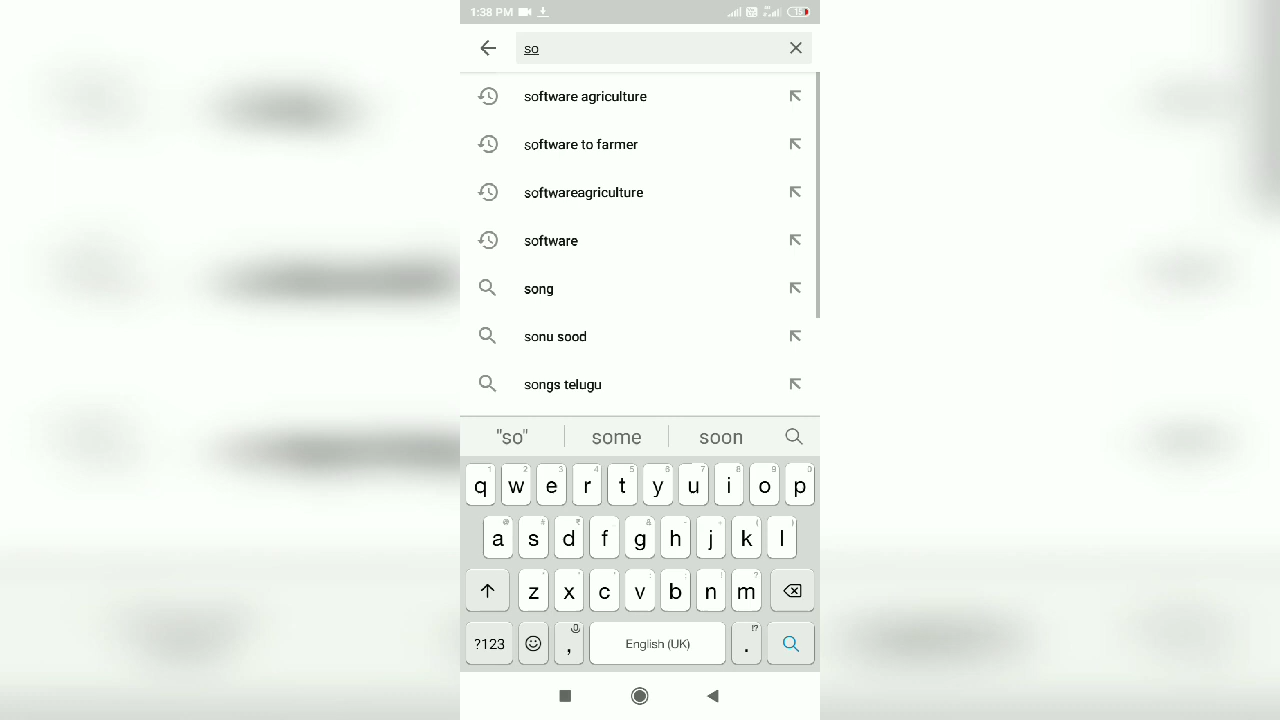 1:38 PM
so
software agriculture
software to farmer
softwareagriculture
software
song
sonu sood
songs telugu
"so" some soon
q w e r t y u i o p
a s d f g h j k l
z x c v b n m
?123 , English (UK) .